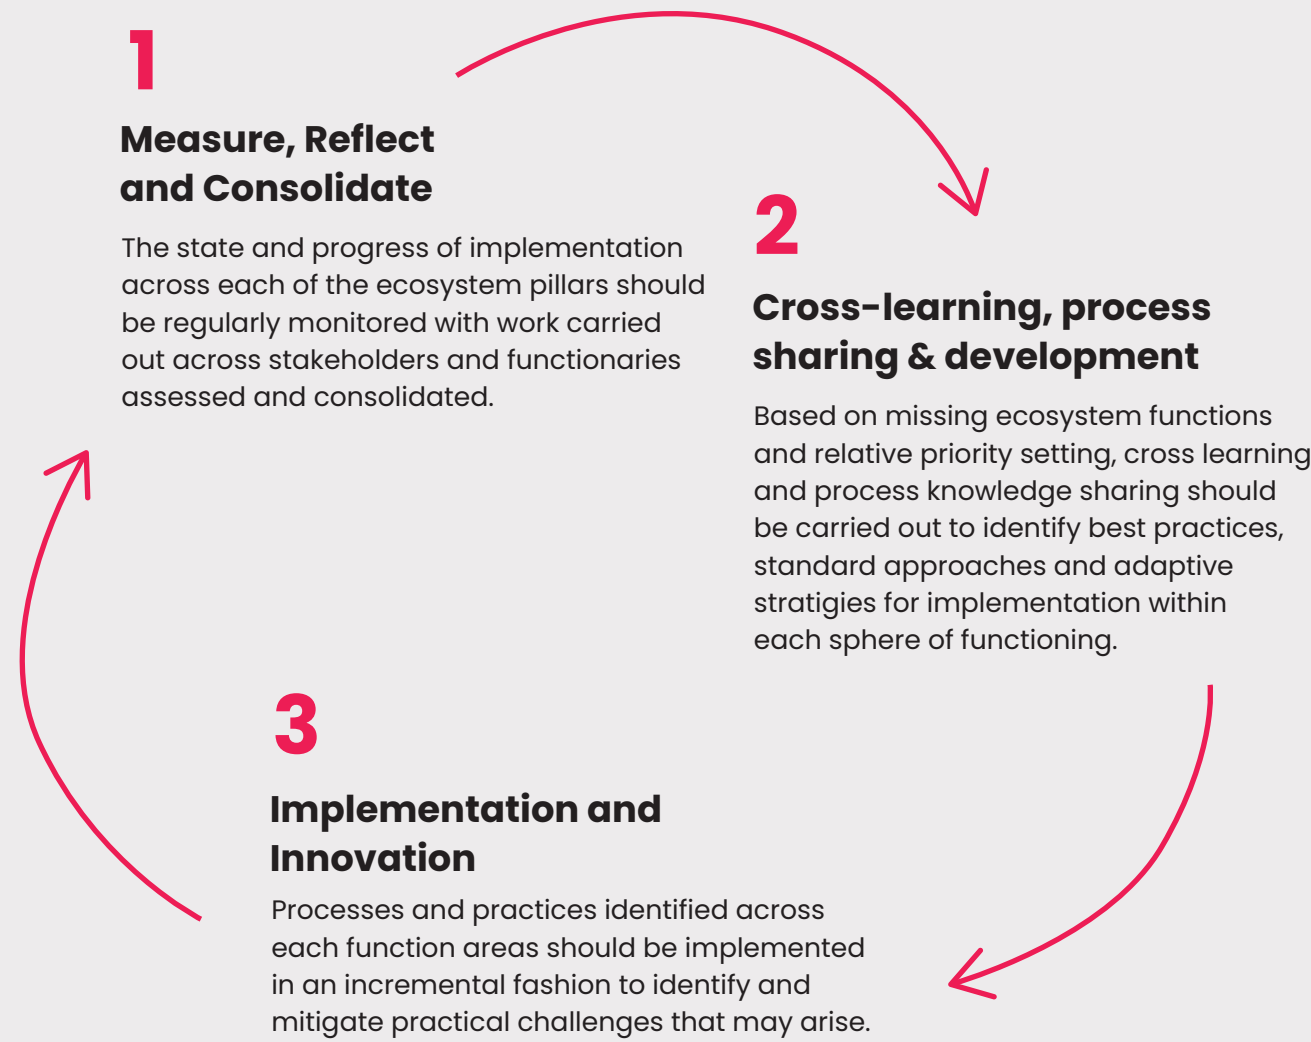 1
Measure, Reflect
and Consolidate
The state and progress of implementation
across each of the ecosystem pillars should
be regularly monitored with work carried
out across stakeholders and functionaries
assessed and consolidated.
2
Cross-learning, process
sharing & development
Based on missing ecosystem functions
and relative priority setting, cross learning
and process knowledge sharing should
be carried out to identify best practices,
standard approaches and adaptive
stratigies for implementation within
each sphere of functioning.
3
Implementation and
Innovation
Processes and practices identified across
each function areas should be implemented
in an incremental fashion to identify and
mitigate practical challenges that may arise.